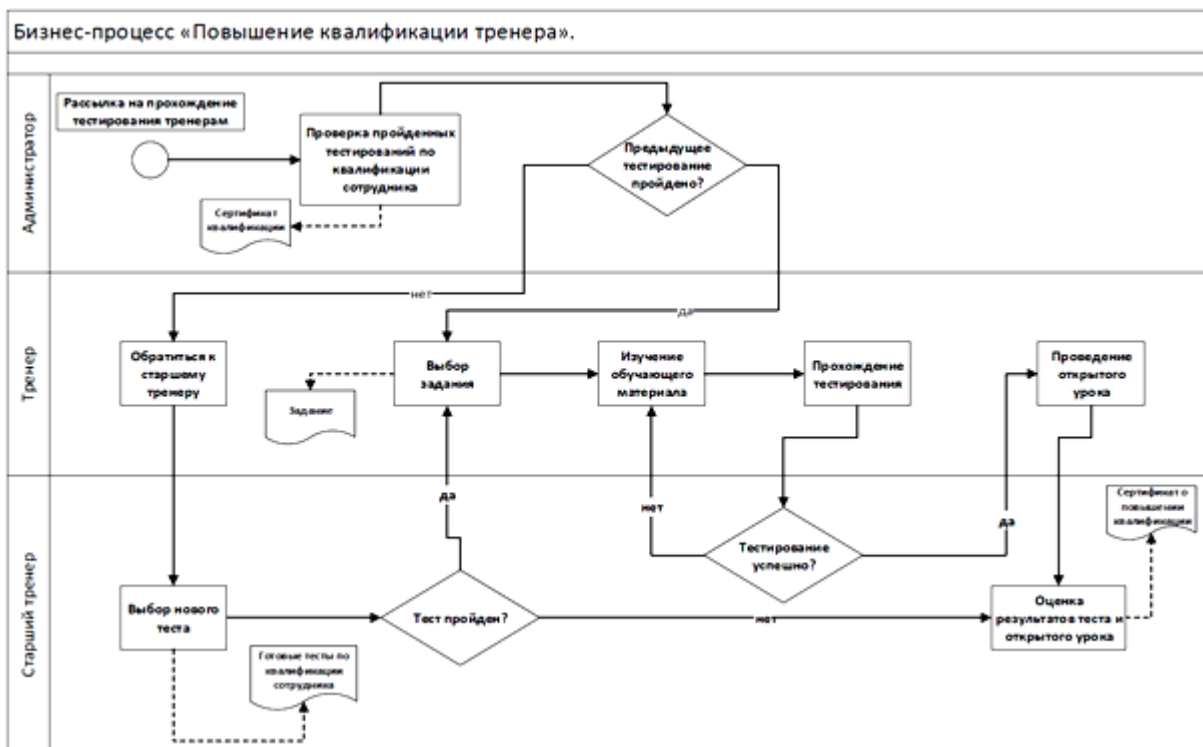 Бизнес-процесс «Повышение квалификации тренера».
Администратор
Рассылка на прохождение
тестирования тренерам
Проверка пройденных
тестирований по
квалификации
сотрудника
Предыдущее
тестирование
пройдено?
Сертификат
квалификации
Тренер
нет
да
Обратиться к
старшему
тренеру
Выбор
задания
Изучение
обучающего
материала
Прохождение
тестирования
Проведение
открытого
урока
Задание
Старший тренер
да
нет
да
Сертификат о
повышении
квалификации
Тестирование
успешно?
Выбор нового
теста
Тест пройден?
нет
Оценка
результатов теста и
открытого урока
Готовые тесты по
квалификации
сотрудника